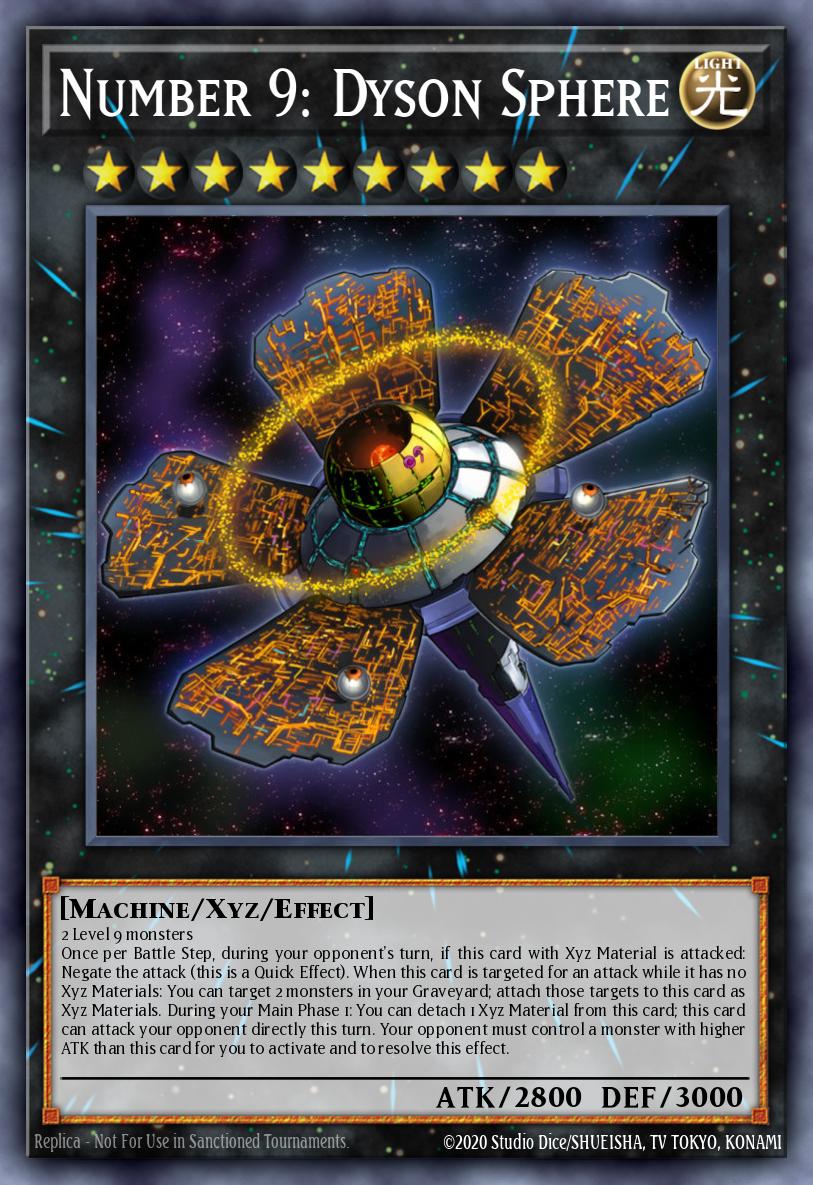 Number 9: Dyson Sphere
LIGHT
光
09
[Machine/Xyz/Effect]
2 Level 9 monsters
Once per Battle Step, during your opponent's turn, if this card with Xyz Material is attacked:
Negate the attack (this is a Quick Effect). When this card is targeted for an attack while it has no
Xyz Materials: You can target 2 monsters in your Graveyard; attach those targets to this card as
Xyz Materials. During your Main Phase 1: You can detach 1 Xyz Material from this card; this card
can attack your opponent directly this turn. Your opponent must control a monster with higher
ATK than this card for you to activate and to resolve this effect.
ATK/2800 DEF/3000
Replica - Not For Use in Sanctioned Tournaments.
©2020 Studio Dice/SHUEISHA, TV TOKYO, KONAMI